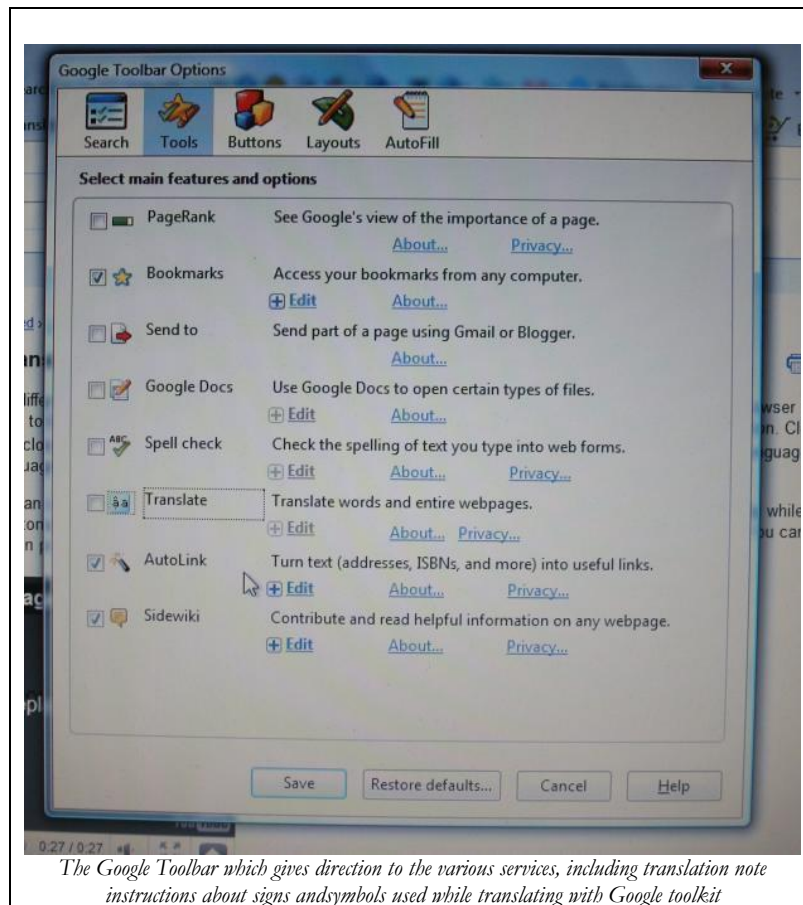 Google Toolbar Options
Search Tools Buttons Layouts AutoFill
Select main features and options
PageRank See Google's view of the importance of a page.
About... Privacy...
Bookmarks Access your bookmarks from any computer.
Edit About...
Send to Send part of a page using Gmail or Blogger.
About...
Google Docs Use Google Docs to open certain types of files.
Edit About...
ABC Spell check Check the spelling of text you type into web forms.
Edit About... Privacy...
âa Translate Translate words and entire webpages.
Edit About... Privacy...
AutoLink Turn text (addresses, ISBNs, and more) into useful links.
Edit About... Privacy...
Sidewiki Contribute and read helpful information on any webpage.
Edit About... Privacy...
Save Restore defaults... Cancel Help
0:27 / 0:27
The Google Toolbar which gives direction to the various services, including translation note
instructions about signs andsymbols used while translating with Google toolkit